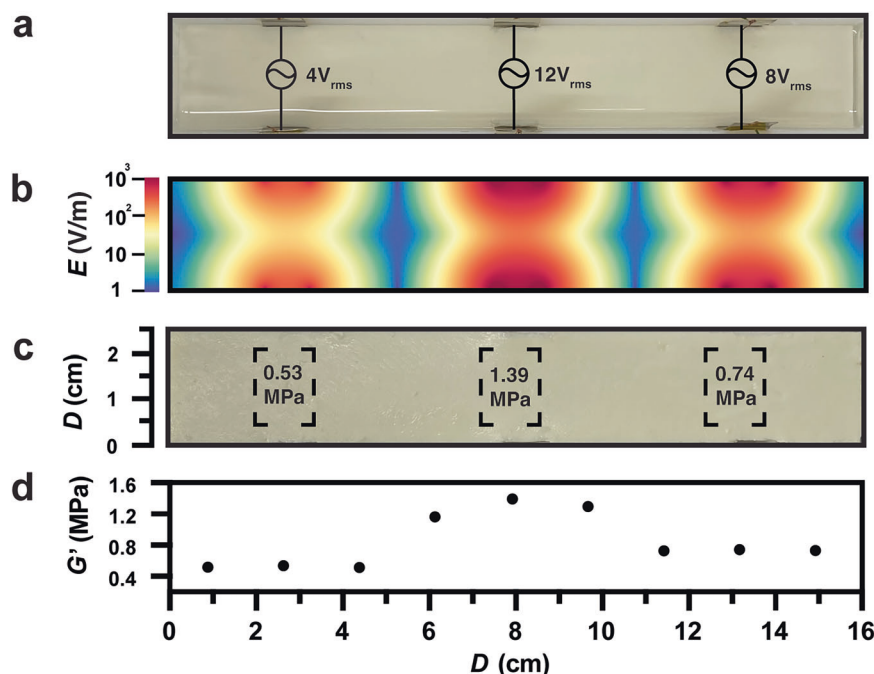 a
4Vrms
12Vrms
8Vrms
b
E (V/m)
10³
10²
10
1
c
D (cm)
2
1
0
0.53
MPa
1.39
MPa
0.74
MPa
d
G' (MPa)
1.6
1.2
0.8
0.4
0 2 4 6 8 10 12 14 16
D (cm)